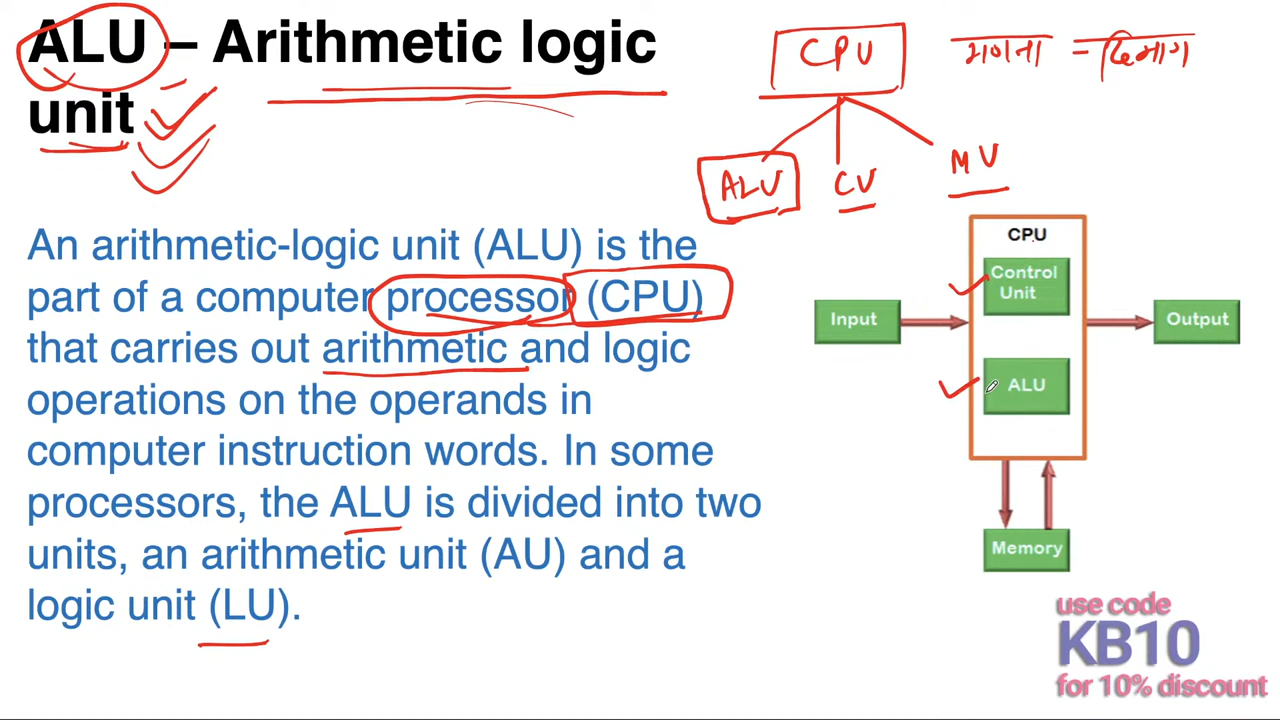 ALU – Arithmetic logic
unit
CPU
गणना = दिमाग
ALU
CU
MU
An arithmetic-logic unit (ALU) is the
part of a computer processor (CPU)
that carries out arithmetic and logic
operations on the operands in
computer instruction words. In some
processors, the ALU is divided into two
units, an arithmetic unit (AU) and a
logic unit (LU).
CPU
Control
Unit
Input
Output
ALU
Memory
use code
KB10
for 10% discount